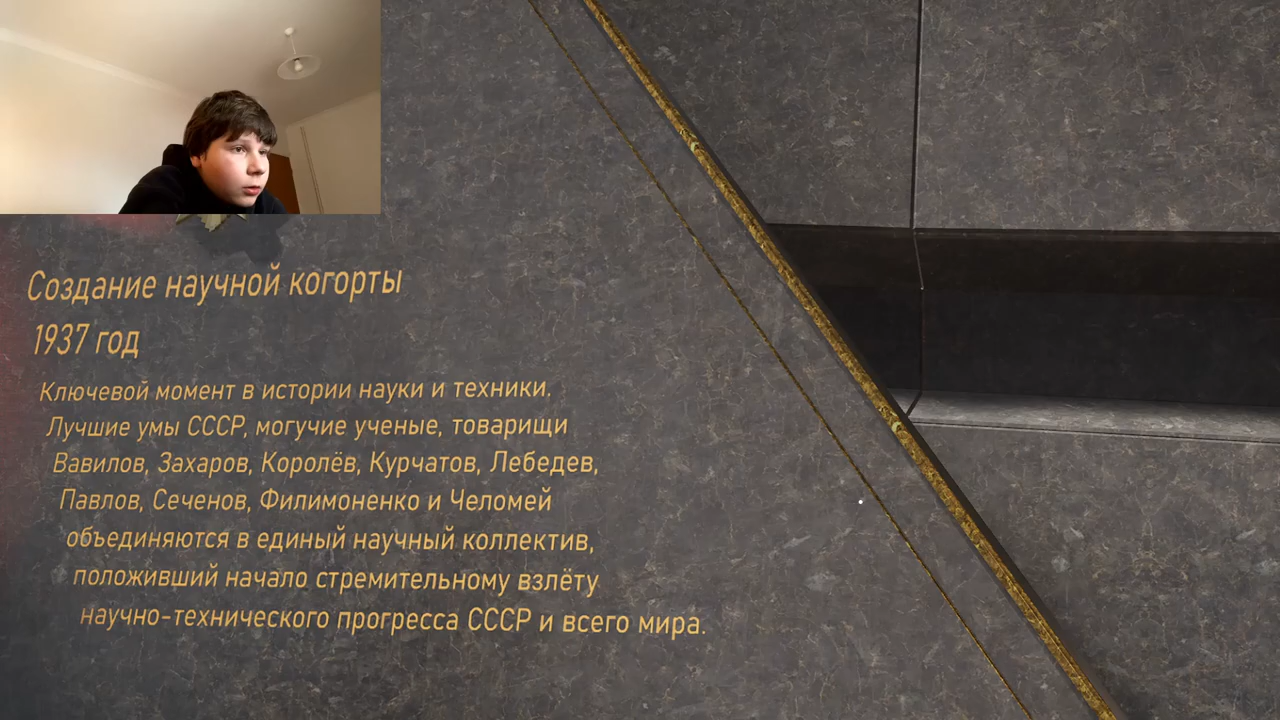 Создание научной когорты
1937 год
Ключевой момент в истории науки и техники.
Лучшие умы СССР, могучие ученые, товарищи
Вавилов, Захаров, Королёв, Курчатов, Лебедев,
Павлов, Сеченов, Филимоненко и Челомей
объединяются в единый научный коллектив,
положивший начало стремительному взлёту
научно-технического прогресса СССР и всего мира.